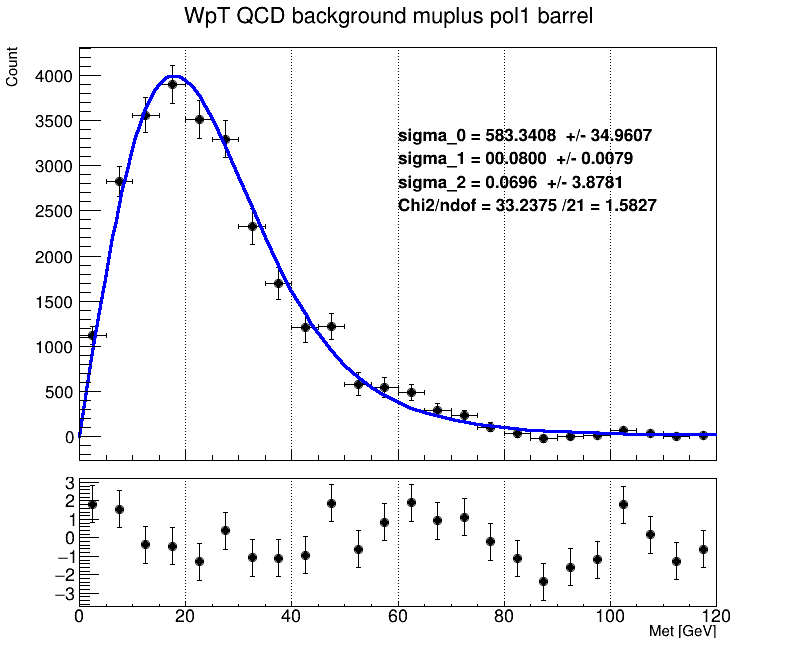 WpT QCD background muplus pol1 barrel
Count
4000
3500
3000
2500
2000
1500
1000
500
0
sigma_0 = 583.3408 +/- 34.9607
sigma_1 = 00.0800 +/- 0.0079
sigma_2 = 0.0696 +/- 3.8781
Chi2/ndof = 33.2375 /21 = 1.5827
3
2
1
0
−1
−2
−3
0 20 40 60 80 100 120
Met [GeV]